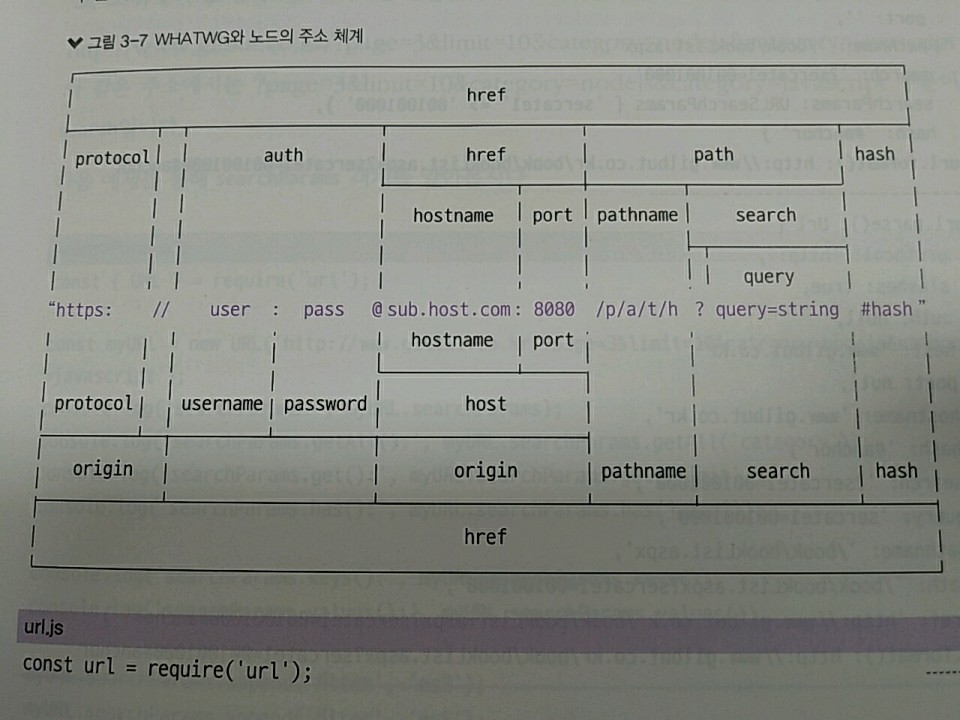 그림 3-7 WHATWG와 노드의 주소 체계
href
protocol auth href path hash
hostname port pathname search
query
"https: // user : pass @ sub.host.com : 8080 /p/a/t/h ? query=string #hash"
hostname port
protocol username password host
origin origin pathname search hash
href
url.js
const url = require('url');